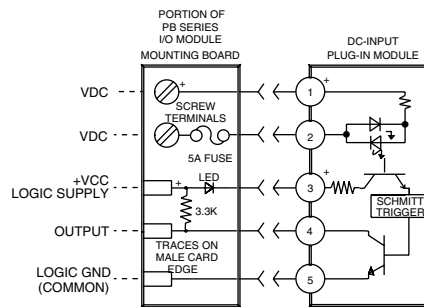 PORTION OF
PB SERIES
I/O MODULE
MOUNTING BOARD
DC-INPUT
PLUG-IN MODULE
VDC
+
1
+
SCREW
TERMINALS
VDC
2
5A FUSE
+VCC
LOGIC SUPPLY
+
LED
3
+
3.3K
SCHMITT
TRIGGER
OUTPUT
4
TRACES ON
MALE CARD
EDGE
LOGIC GND
(COMMON)
5